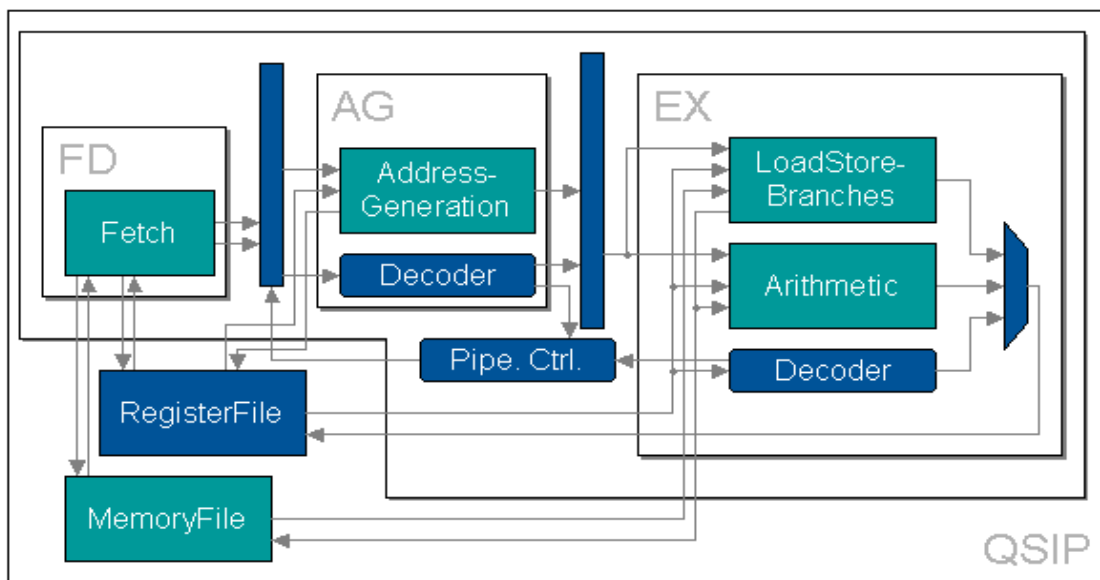 AG
EX
FD
Address-
Generation
LoadStore-
Branches
Fetch
Decoder
Arithmetic
Pipe. Ctrl.
Decoder
RegisterFile
MemoryFile
QSIP